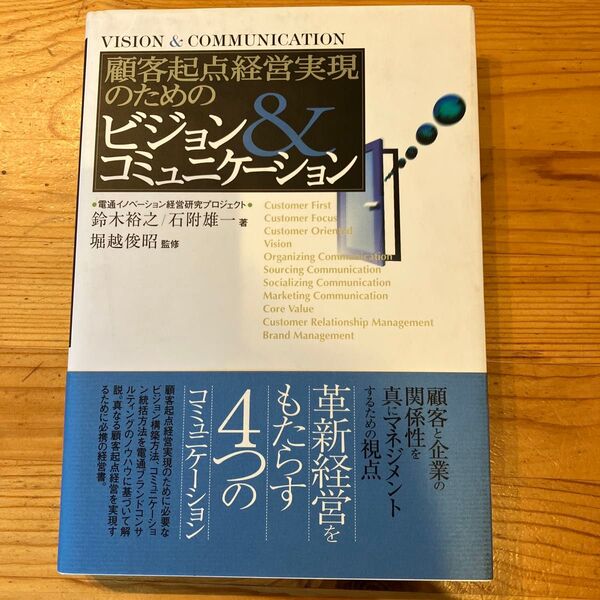 VISION & COMMUNICATION
顧客起点経営実現
のための
ビジョン&
コミュニケーション
●電通イノベーション経営研究プロジェクト●
鈴木裕之/石附雄一 著
堀越俊昭 監修
Customer First
Customer Focus
Customer Oriented
Vision
Organizing Communication
Sourcing Communication
Socializing Communication
Marketing Communication
Core Value
Customer Relationship Management
Brand Management
顧客と企業の
関係性を
真にマネジメント
するための視点
革新経営を
もたらす
4つの
コミュニケーション
顧客起点経営実現のために必要な
ビジョン構築方法、コミュニケーショ
ン統括方法を電通ブランドコンサ
ルティングのノウハウに基づいて解
説。真なる顧客起点経営を実現す
るために必携の経営書。